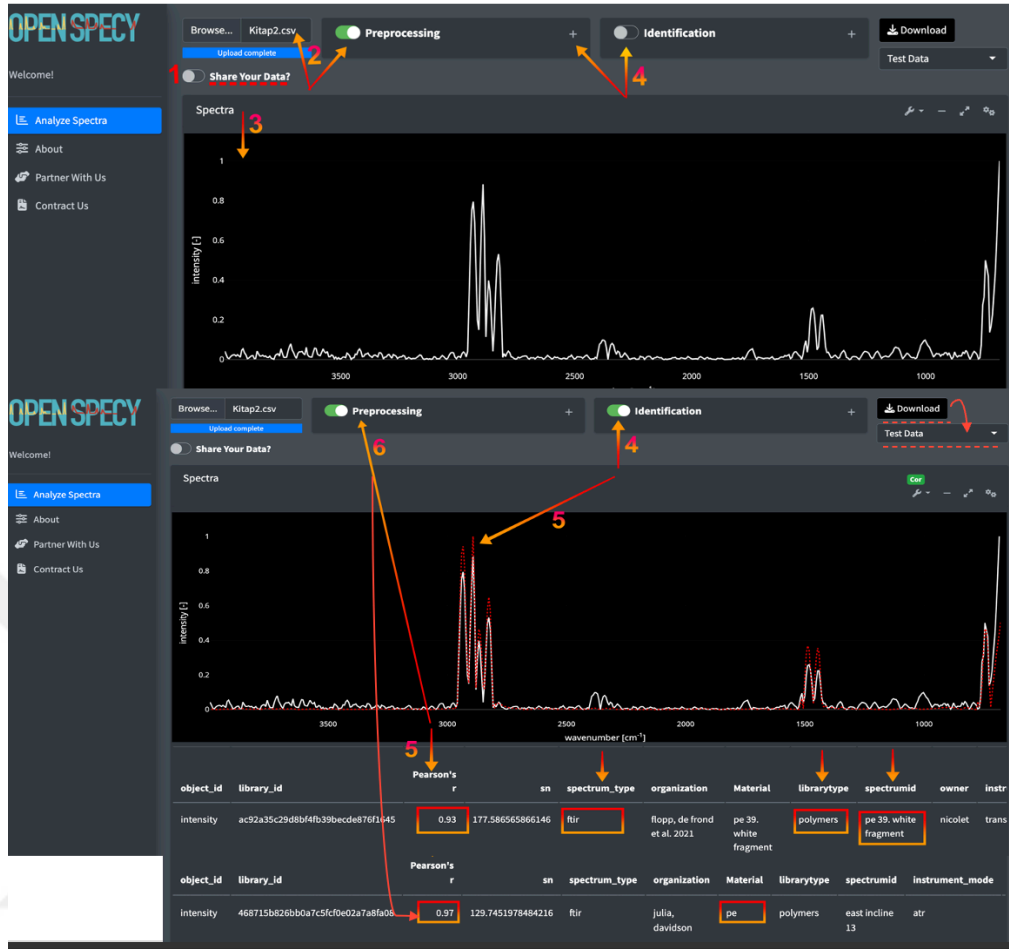 OPEN SPECY
Browse... Kitap2.csv
Upload complete
Preprocessing +
Identification +
Download
Test Data
Welcome!
1 Share Your Data?
2
4
Spectra
3
Analyze Spectra
About
Partner With Us
Contract Us
1
0.8
0.6
0.4
0.2
0
intensity [-]
3500 3000 2500 2000 1500 1000
OPEN SPECY
Browse... Kitap2.csv
Upload complete
Preprocessing +
Identification +
Download
Test Data
Welcome!
Share Your Data?
6
4
Spectra
Cor
Analyze Spectra
About
Partner With Us
Contract Us
5
1
0.8
0.6
0.4
0.2
0
intensity [-]
3500 3000 2500 2000 1500 1000
wavenumber [cm-1]
5
object_id library_id Pearson's r sn spectrum_type organization Material librarytype spectrumid owner instr
intensity ac92a35c29d8bf4fb39becde876f1645 0.93 177.586565866146 ftir flopp, de frond et al. 2021 pe 39. white fragment polymers pe 39. white fragment nicolet trans
object_id library_id Pearson's r sn spectrum_type organization Material librarytype spectrumid instrument_mode
intensity 468715b826bb0a7c5fcf0e02a7a8fa08 0.97 129.7451978484216 ftir julia, davidson pe polymers east incline 13 atr